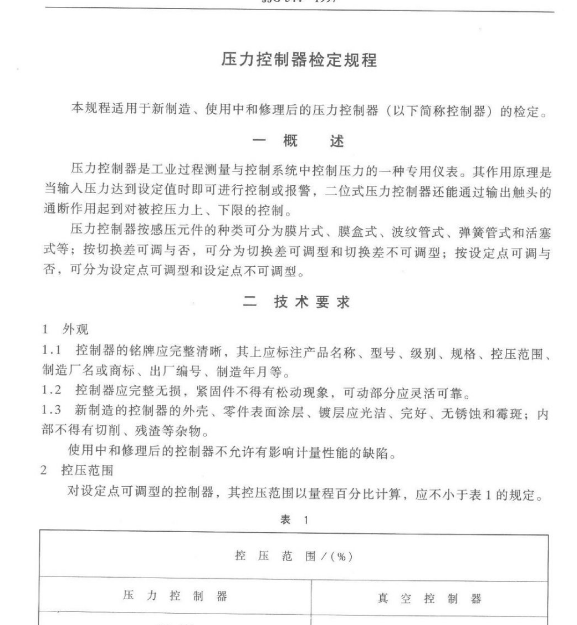 压力控制器检定规程
本规程适用于新制造、使用中和修理后的压力控制器（以下简称控制器）的检定。
一 概 述
压力控制器是工业过程测量与控制系统中控制压力的一种专用仪表。其作用原理是
当输入压力达到设定值时即可进行控制或报警，二位式压力控制器还能通过输出触头的
通断作用起到对被控压力上、下限的控制。
压力控制器按感压元件的种类可分为膜片式、膜盒式、波纹管式、弹簧管式和活塞
式等；按切换差可调与否，可分为切换差可调型和切换差不可调型；按设定点可调与
否，可分为设定点可调型和设定点不可调型。
二 技术要求
1 外观
1.1 控制器的铭牌应完整清晰，其上应标注产品名称、型号、级别、规格、控压范围、
制造厂名或商标、出厂编号、制造年月等。
1.2 控制器应完整无损，紧固件不得有松动现象，可动部分应灵活可靠。
1.3 新制造的控制器的外壳、零件表面涂层、镀层应光洁、完好、无锈蚀和霉斑；内
部不得有切削、残渣等杂物。
使用中和修理后的控制器不允许有影响计量性能的缺陷。
2 控压范围
对设定点可调型的控制器，其控压范围以量程百分比计算，应不小于表1的规定。
表 1
控 压 范 围/(%)
压 力 控 制 器
真 空 控 制 器